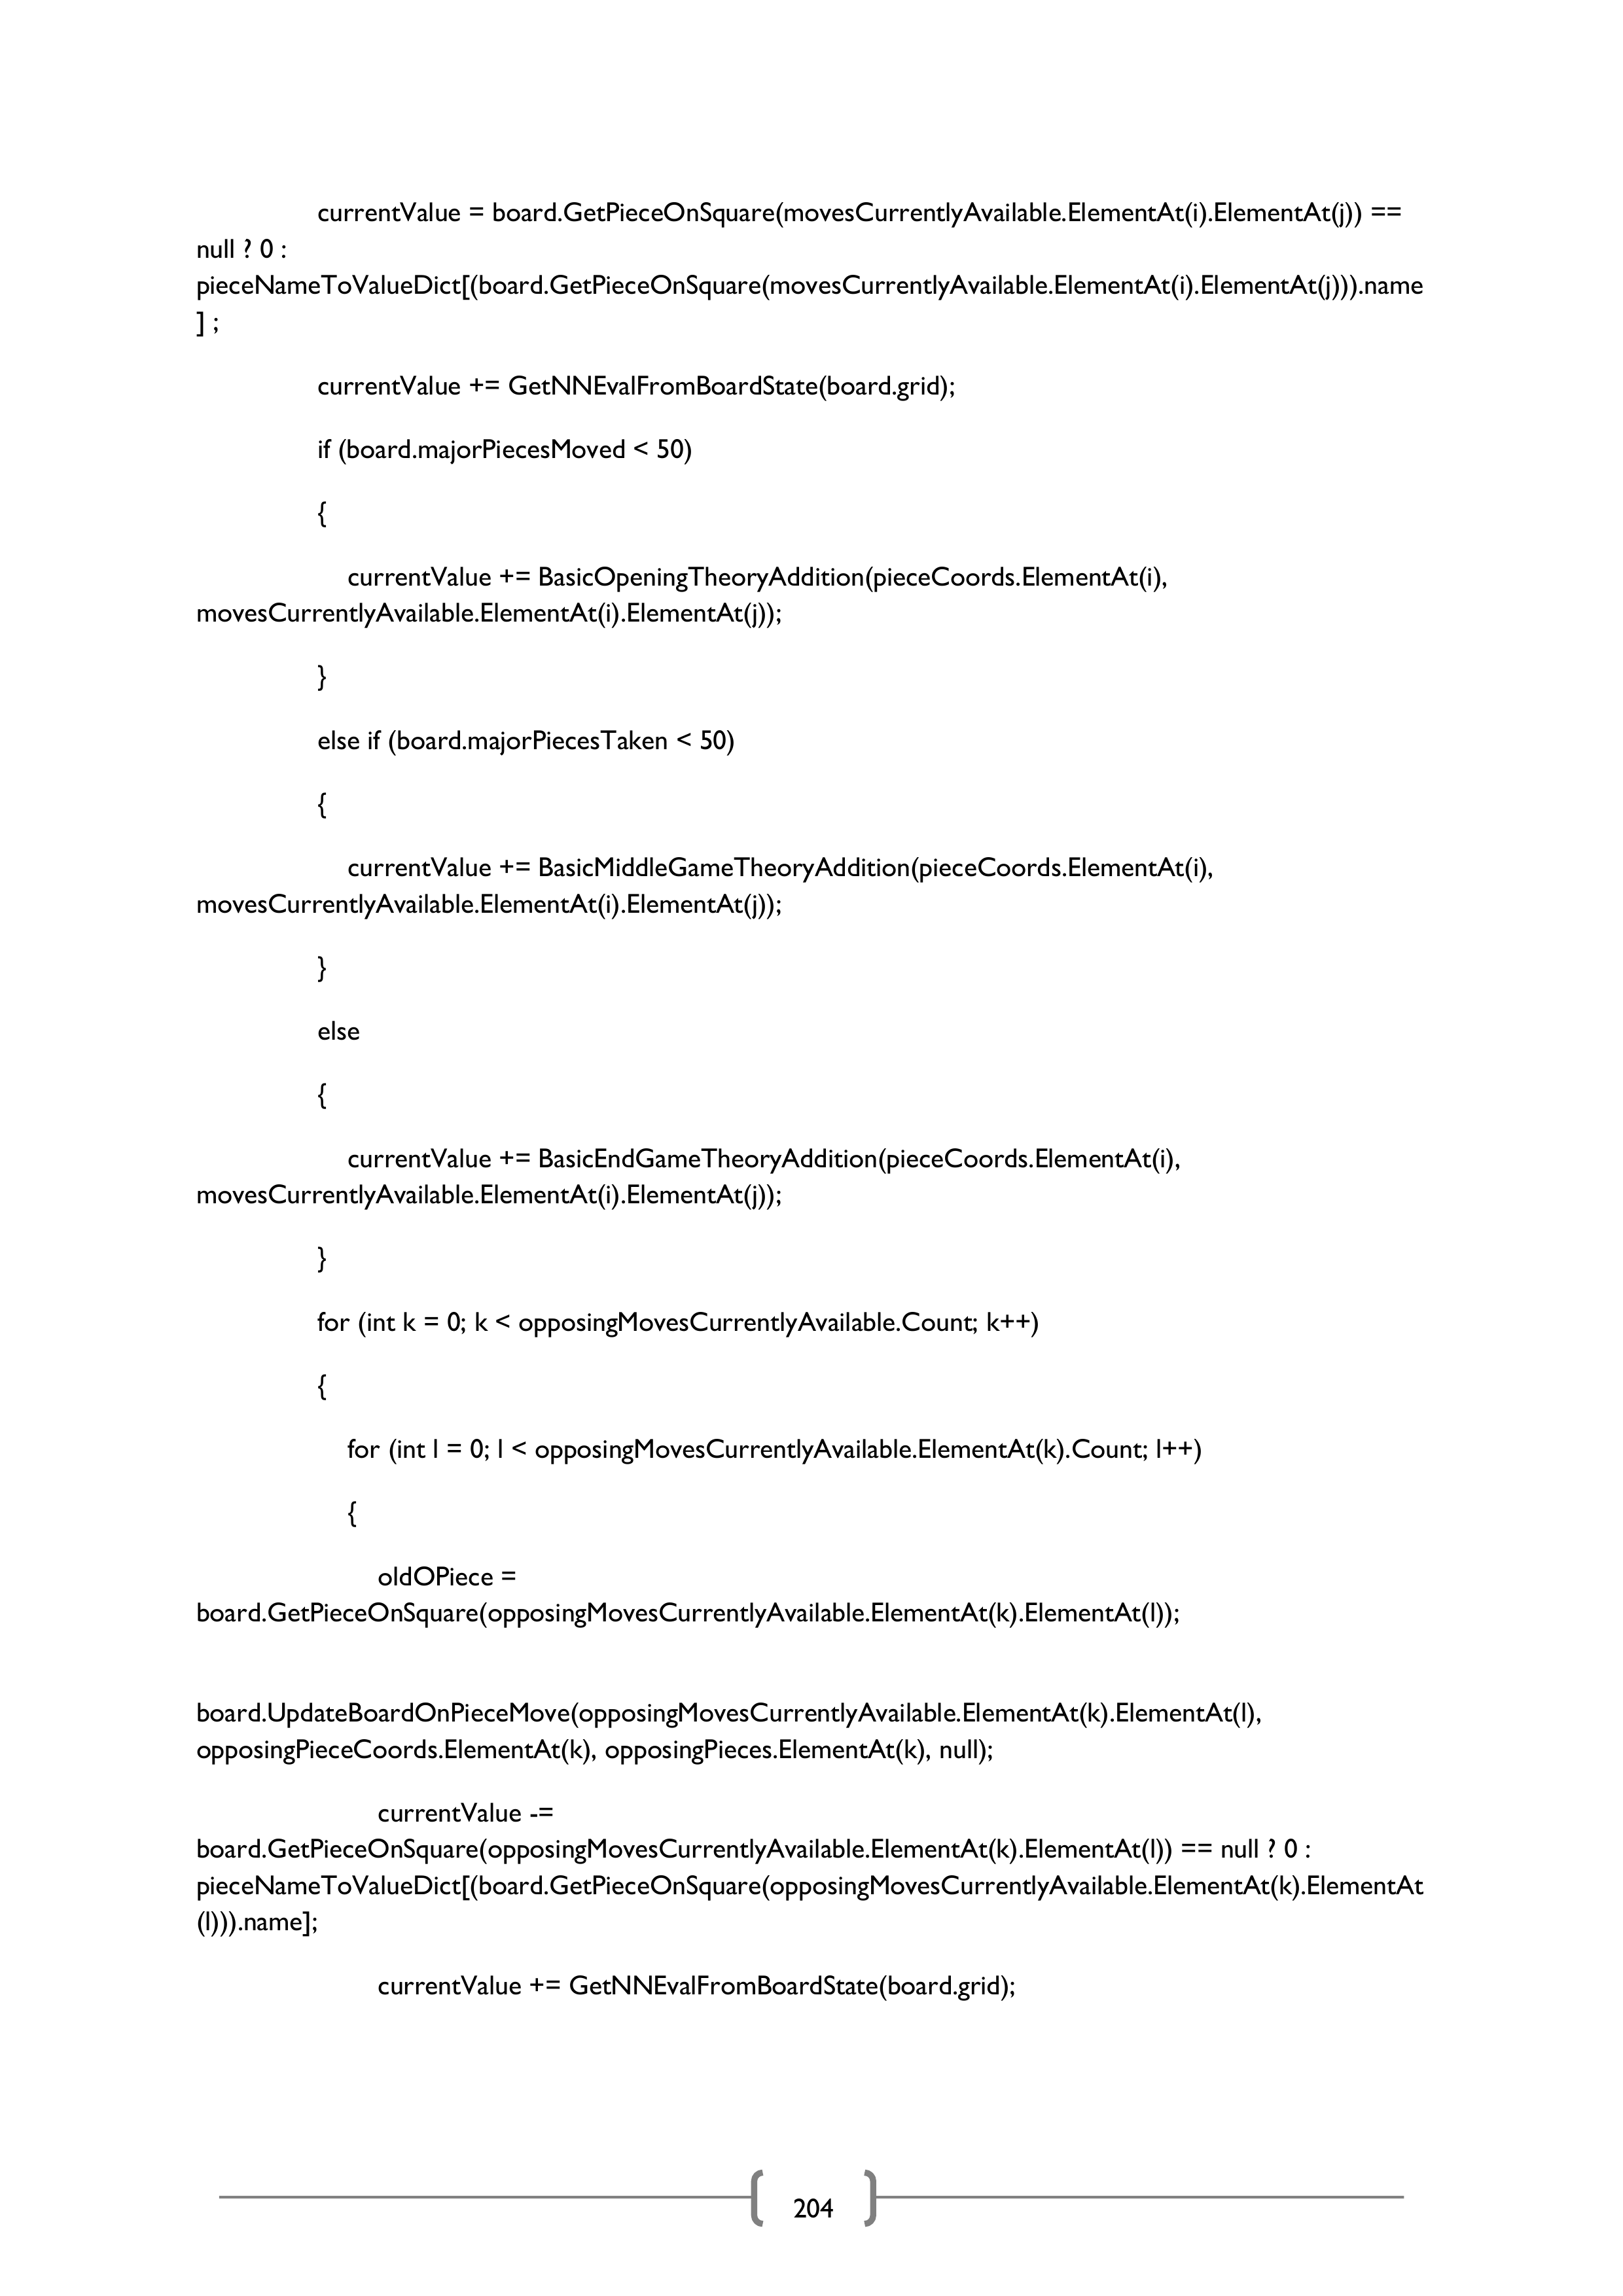 currentValue = board.GetPieceOnSquare(movesCurrentlyAvailable.ElementAt(i).ElementAt(j)) ==
null ? 0 :
pieceNameToValueDict[(board.GetPieceOnSquare(movesCurrentlyAvailable.ElementAt(i).ElementAt(j))).name
] ;
currentValue += GetNNEvalFromBoardState(board.grid);
if (board.majorPiecesMoved < 50)
{
currentValue += BasicOpeningTheoryAddition(pieceCoords.ElementAt(i),
movesCurrentlyAvailable.ElementAt(i).ElementAt(j));
}
else if (board.majorPiecesTaken < 50)
{
currentValue += BasicMiddleGameTheoryAddition(pieceCoords.ElementAt(i),
movesCurrentlyAvailable.ElementAt(i).ElementAt(j));
}
else
{
currentValue += BasicEndGameTheoryAddition(pieceCoords.ElementAt(i),
movesCurrentlyAvailable.ElementAt(i).ElementAt(j));
}
for (int k = 0; k < opposingMovesCurrentlyAvailable.Count; k++)
{
for (int l = 0; l < opposingMovesCurrentlyAvailable.ElementAt(k).Count; l++)
{
oldOPiece =
board.GetPieceOnSquare(opposingMovesCurrentlyAvailable.ElementAt(k).ElementAt(l));
board.UpdateBoardOnPieceMove(opposingMovesCurrentlyAvailable.ElementAt(k).ElementAt(l),
opposingPieceCoords.ElementAt(k), opposingPieces.ElementAt(k), null);
currentValue -=
board.GetPieceOnSquare(opposingMovesCurrentlyAvailable.ElementAt(k).ElementAt(l)) == null ? 0 :
pieceNameToValueDict[(board.GetPieceOnSquare(opposingMovesCurrentlyAvailable.ElementAt(k).ElementAt
(l))).name];
currentValue += GetNNEvalFromBoardState(board.grid);
204